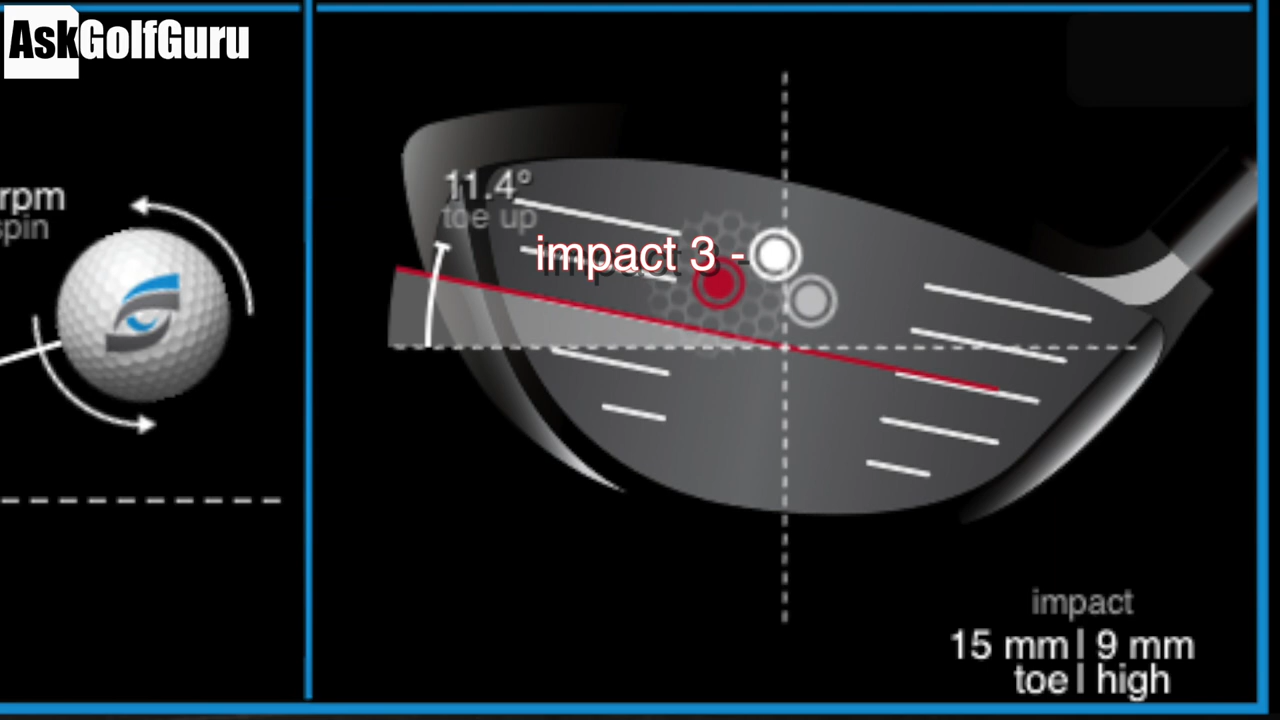 AskGolfGuru
rpm
spin
11.4°
toe up
impact 3 -
impact
15 mm | 9 mm
toe | high